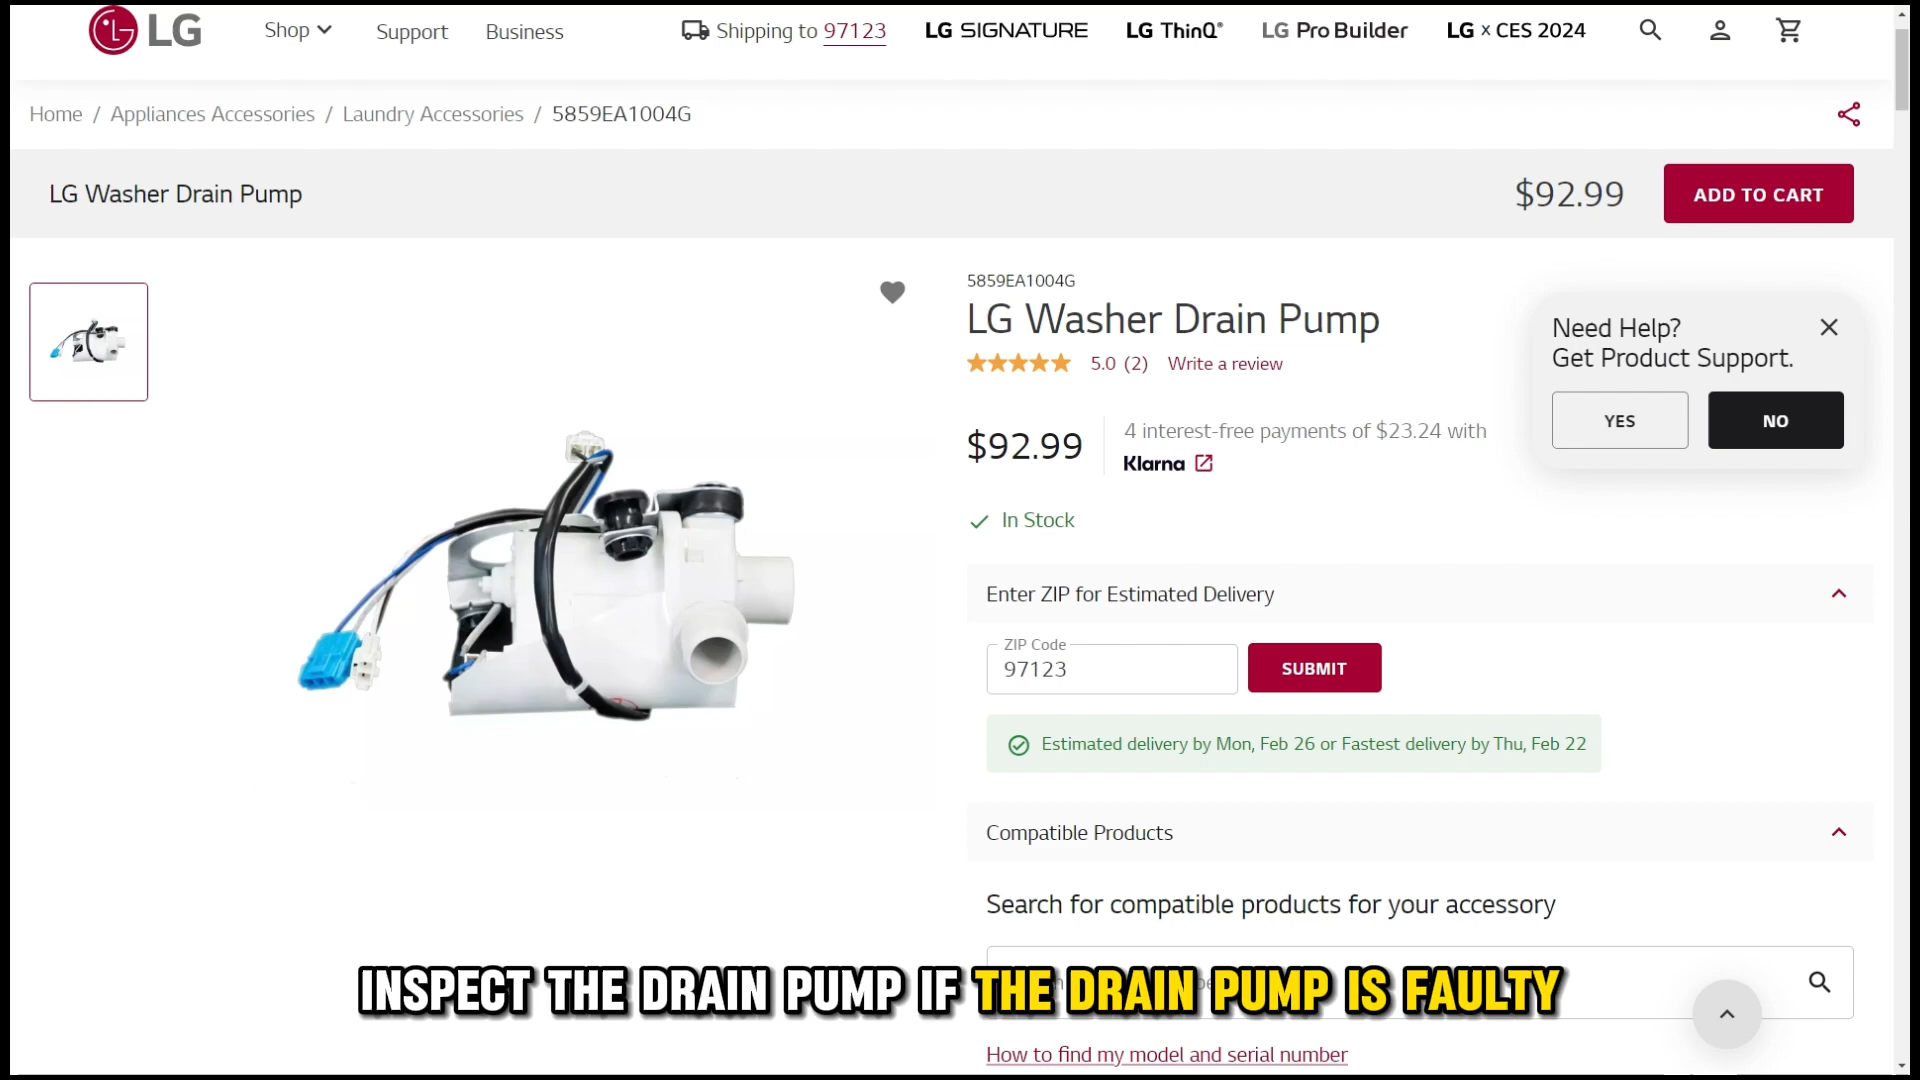 LG
Shop
Support
Business
Shipping to 97123
LG SIGNATURE
LG ThinQ®
LG Pro Builder
LG x CES 2024
Home / Appliances Accessories / Laundry Accessories / 5859EA1004G
LG Washer Drain Pump
$92.99
ADD TO CART
5859EA1004G
LG Washer Drain Pump
5.0 (2) Write a review
$92.99
4 interest-free payments of $23.24 with
Klarna
Need Help?
Get Product Support.
YES
NO
In Stock
Enter ZIP for Estimated Delivery
ZIP Code
97123
SUBMIT
Estimated delivery by Mon, Feb 26 or Fastest delivery by Thu, Feb 22
Compatible Products
Search for compatible products for your accessory
INSPECT THE DRAIN PUMP IF THE DRAIN PUMP IS FAULTY
How to find my model and serial number